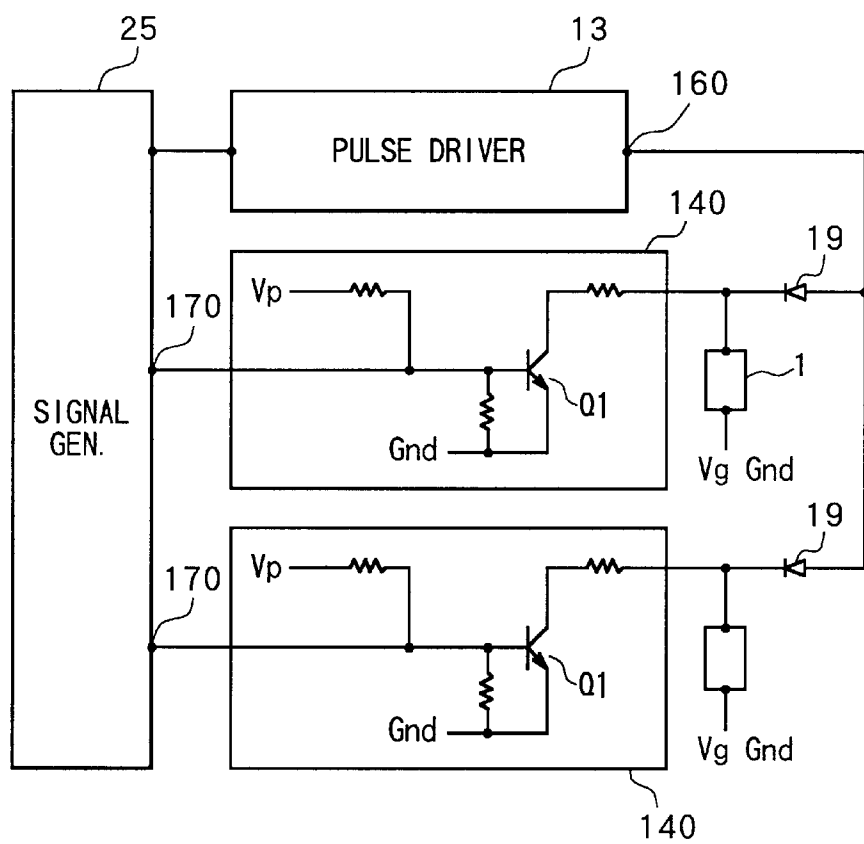 25
13
160
PULSE DRIVER
140
19
Vp
170
1
Q1
SIGNAL
GEN.
Gnd
Vg Gnd
19
Vp
170
Q1
Gnd
Vg Gnd
140